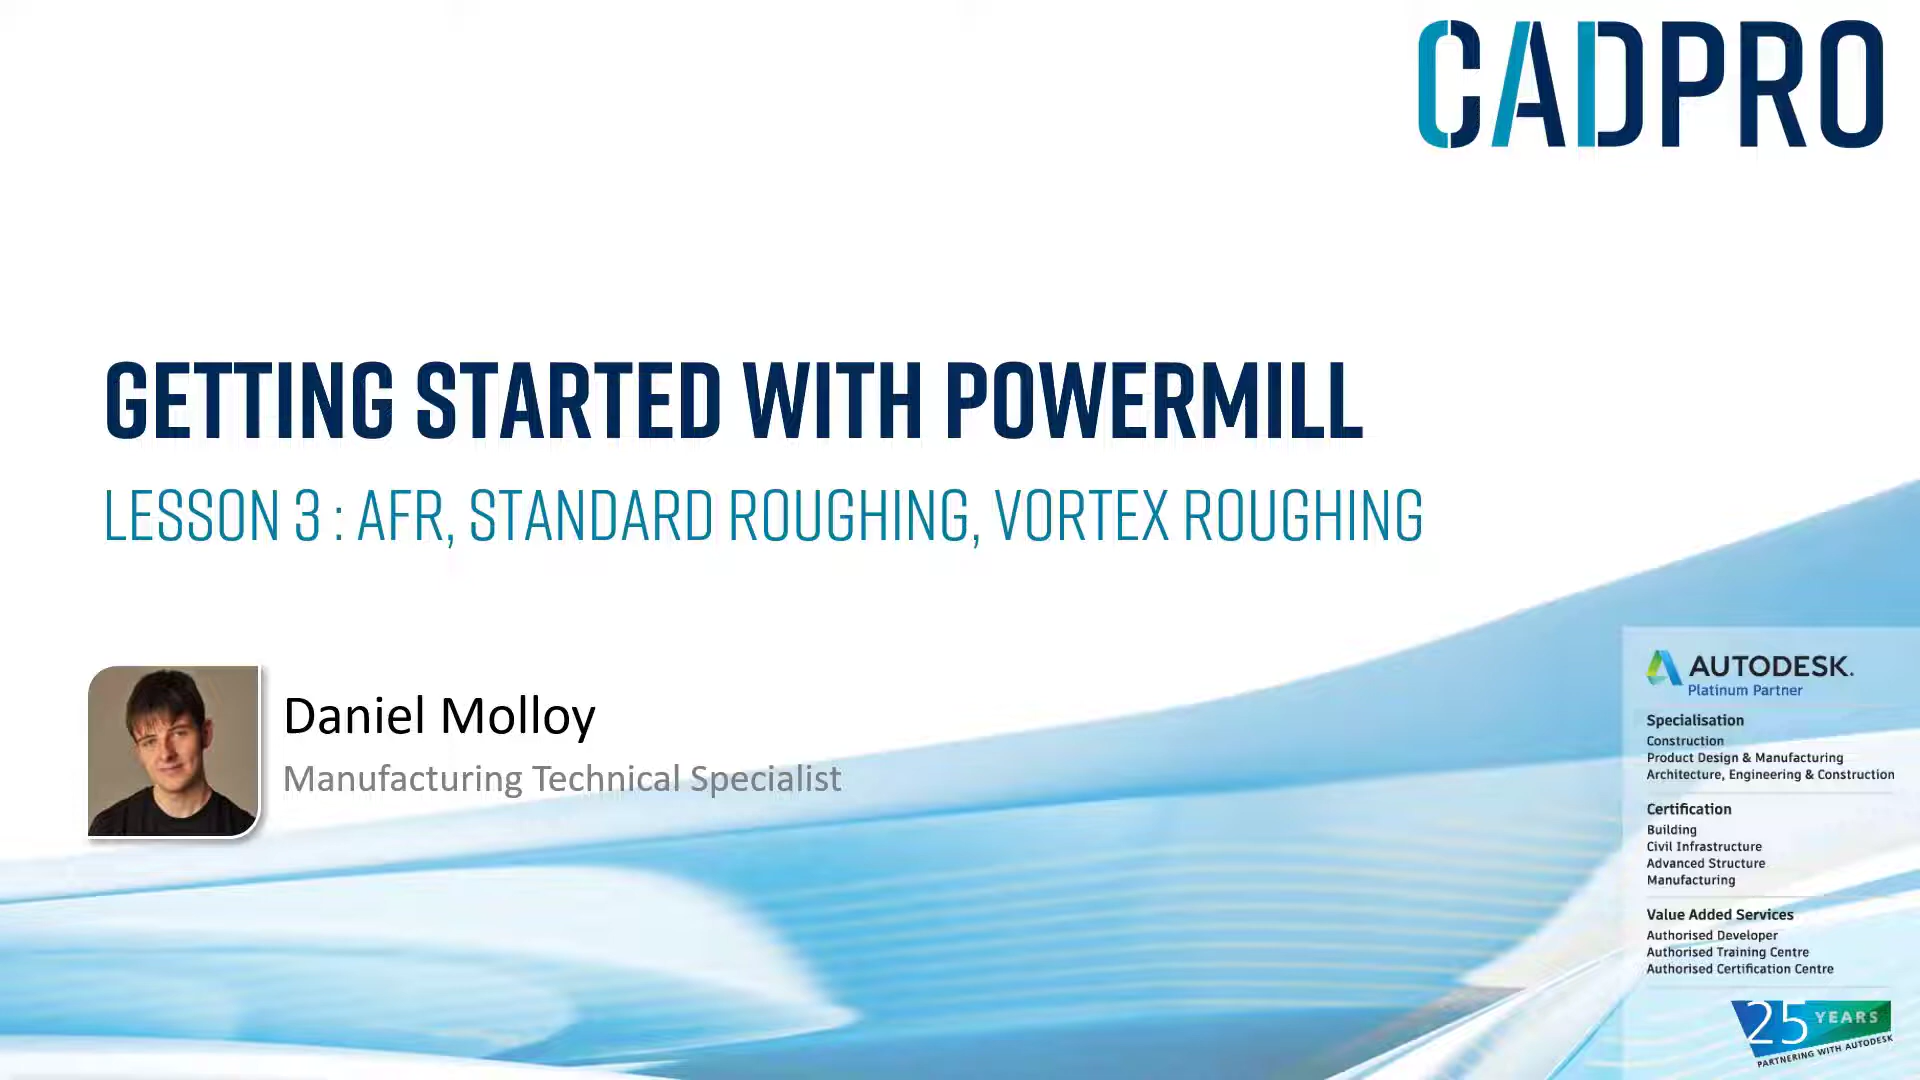 CADPRO
GETTING STARTED WITH POWERMILL
LESSON 3 : AFR, STANDARD ROUGHING, VORTEX ROUGHING
Daniel Molloy
Manufacturing Technical Specialist
AUTODESK.
Platinum Partner
Specialisation
Construction
Product Design & Manufacturing
Architecture, Engineering & Construction
Certification
Building
Civil Infrastructure
Advanced Structure
Manufacturing
Value Added Services
Authorised Developer
Authorised Training Centre
Authorised Certification Centre
25 YEARS
PARTNERING WITH AUTODESK